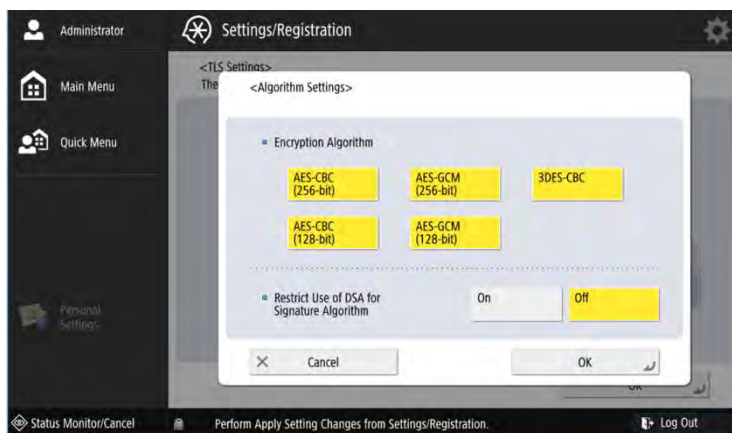 Administrator
Settings/Registration
<TLS Settings>
The
Main Menu
<Algorithm Settings>
Quick Menu
Encryption Algorithm
AES-CBC
(256-bit)
AES-GCM
(256-bit)
3DES-CBC
AES-CBC
(128-bit)
AES-GCM
(128-bit)
Restrict Use of DSA for
Signature Algorithm
On
Off
Personal
Settings
Cancel
OK
OK
Status Monitor/Cancel
Perform Apply Setting Changes from Settings/Registration.
Log Out